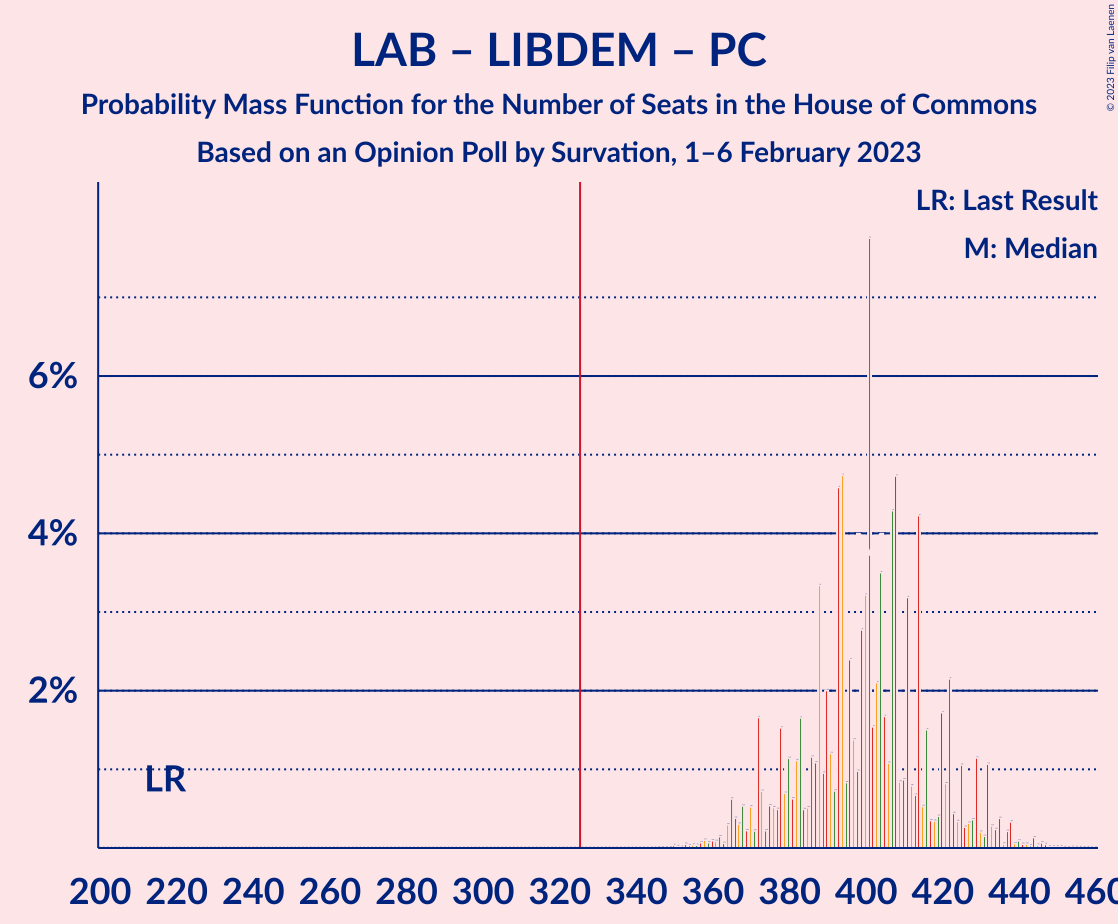 LAB – LIBDEM – PC
Probability Mass Function for the Number of Seats in the House of Commons
Based on an Opinion Poll by Survation, 1–6 February 2023
© 2023 Filip van Laenen
LR: Last Result
M: Median
6%
4%
2%
LR
200 220 240 260 280 300 320 340 360 380 400 420 440 460